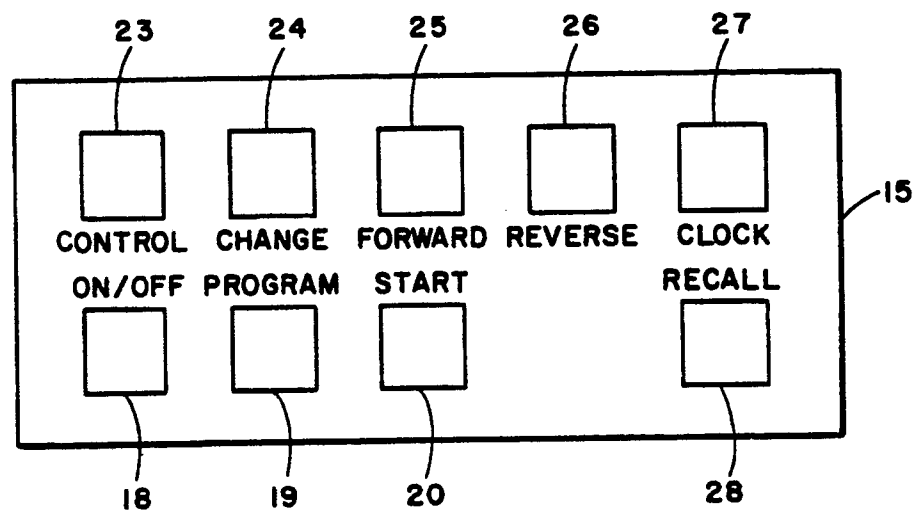 23 24 25 26 27
15
CONTROL CHANGE FORWARD REVERSE CLOCK
ON/OFF PROGRAM START RECALL
18 19 20 28